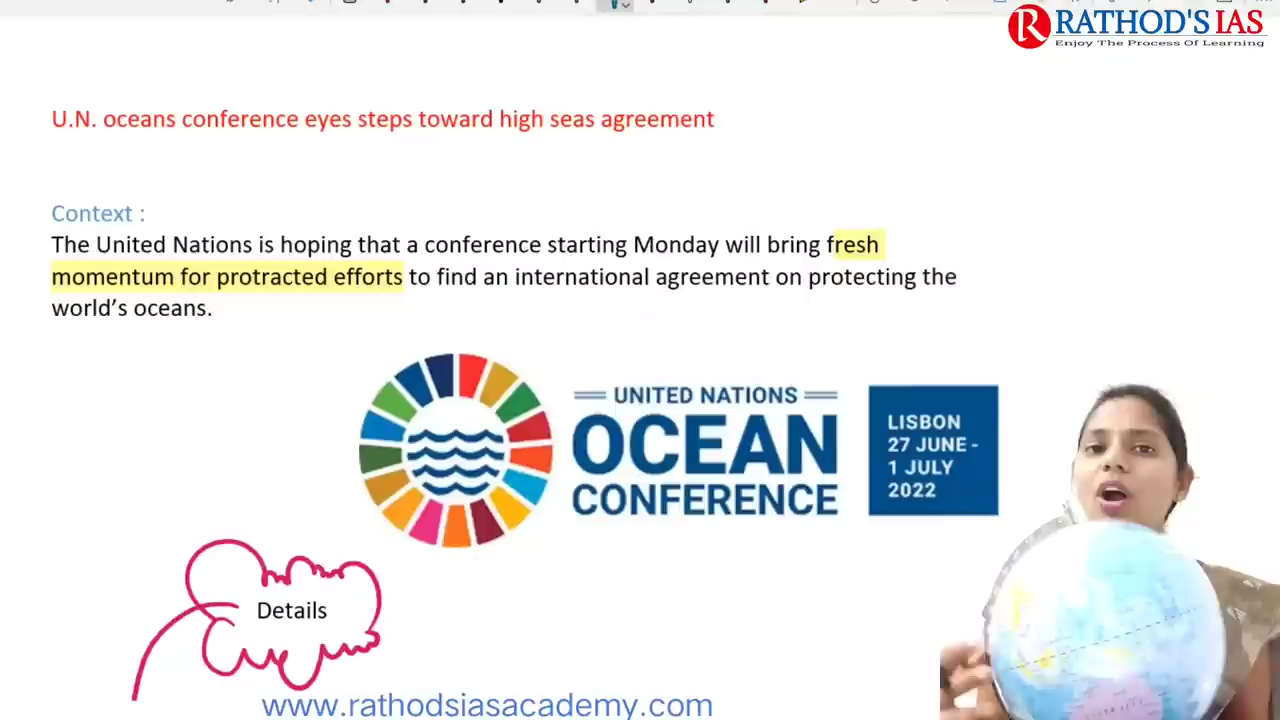 RATHOD'S IAS
Enjoy The Process Of Learning
U.N. oceans conference eyes steps toward high seas agreement
Context :
The United Nations is hoping that a conference starting Monday will bring fresh
momentum for protracted efforts to find an international agreement on protecting the
world’s oceans.
UNITED NATIONS
OCEAN
CONFERENCE
LISBON
27 JUNE -
1 JULY
2022
Details
www.rathodsiasacademy.com